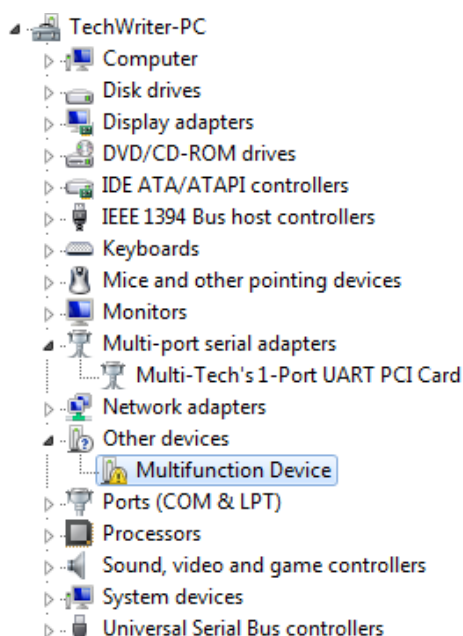 TechWriter-PC
Computer
Disk drives
Display adapters
DVD/CD-ROM drives
IDE ATA/ATAPI controllers
IEEE 1394 Bus host controllers
Keyboards
Mice and other pointing devices
Monitors
Multi-port serial adapters
Multi-Tech's 1-Port UART PCI Card
Network adapters
Other devices
Multifunction Device
Ports (COM & LPT)
Processors
Sound, video and game controllers
System devices
Universal Serial Bus controllers